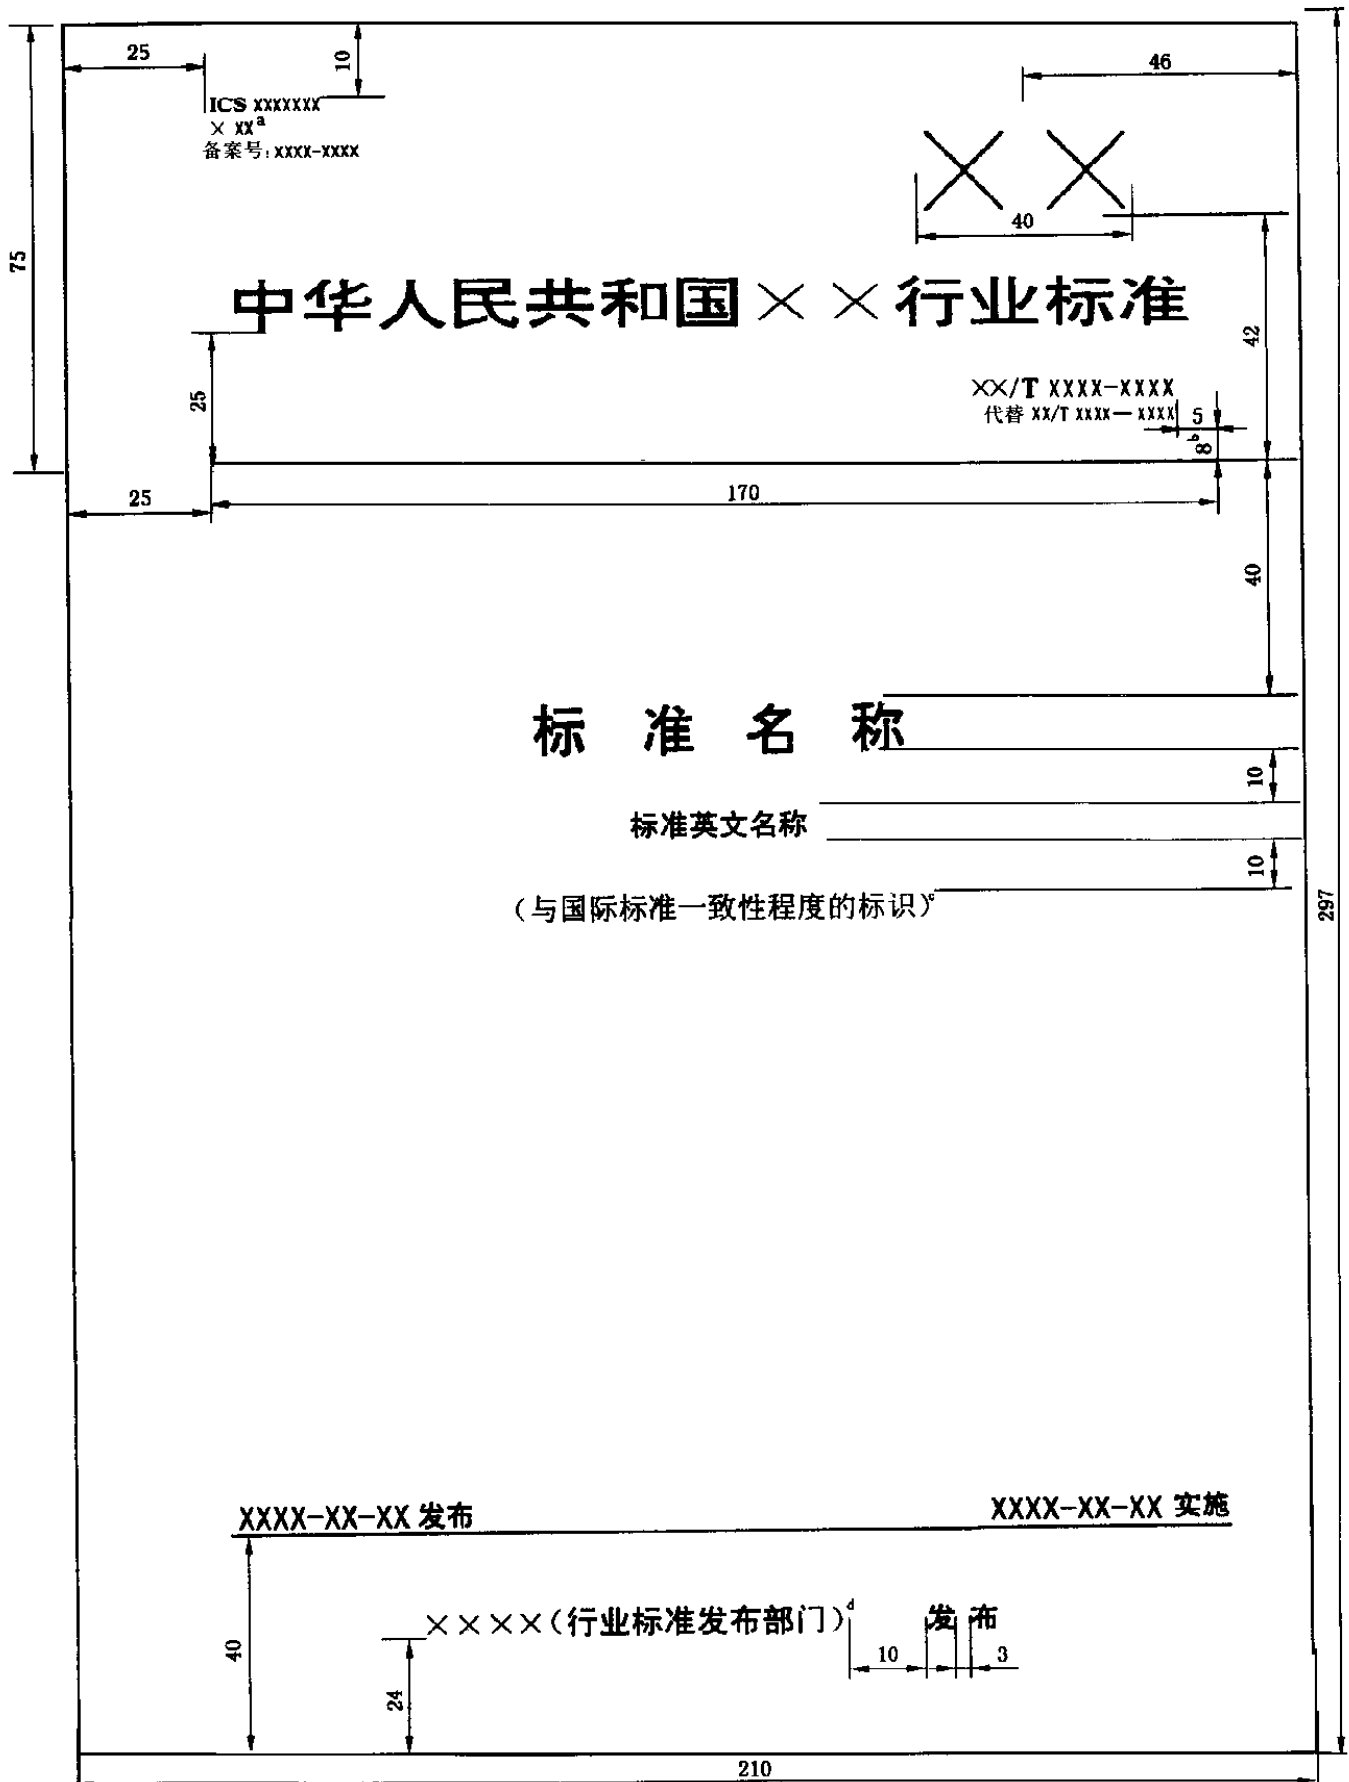 25
10
46
ICS xxxxxxx
× xxᵃ
备案号:xxxx-xxxx
××
40
75
中华人民共和国××行业标准
42
25
××/T XXXX-XXXX
代替 XX/T xxxx—xxxx
5
8ᵇ
25
170
40
标准名称
10
标准英文名称
10
(与国际标准一致性程度的标识)ᶜ
297
XXXX-XX-XX 发布
XXXX-XX-XX 实施
××××(行业标准发布部门)ᵈ 发布
40
10
3
24
210